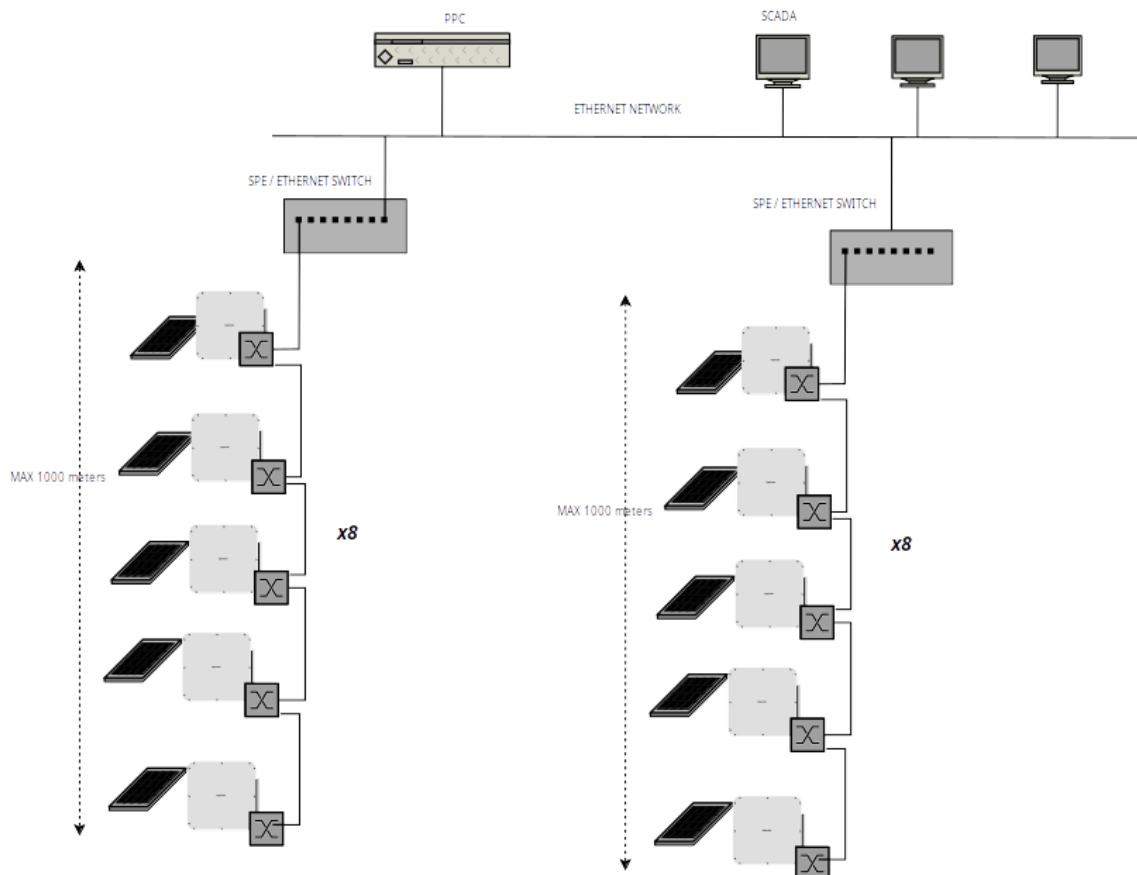 PPC
SCADA
ETHERNET NETWORK
SPE / ETHERNET SWITCH
SPE / ETHERNET SWITCH
MAX 1000 meters
x8
MAX 1000 meters
x8